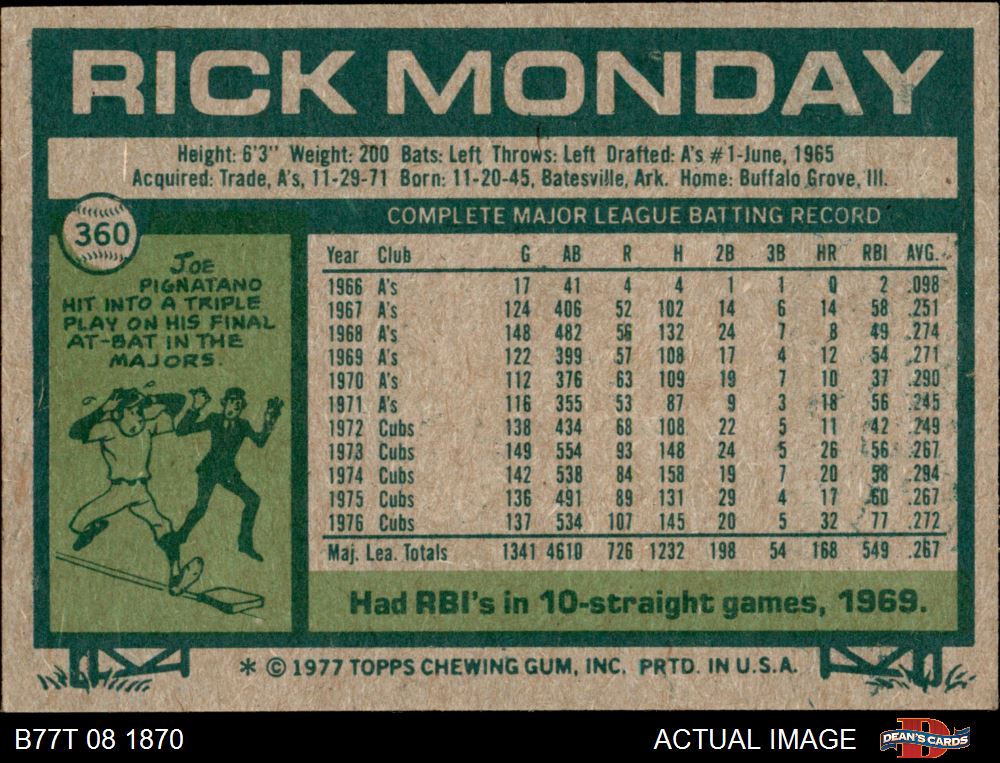 RICK MONDAY
Height: 6'3" Weight: 200 Bats: Left Throws: Left Drafted: A's #1-June, 1965
Acquired: Trade, A's, 11-29-71 Born: 11-20-45, Batesville, Ark. Home: Buffalo Grove, Ill.
360
JOE
PIGNATANO
HIT INTO A TRIPLE
PLAY ON HIS FINAL
AT-BAT IN THE
MAJORS.
COMPLETE MAJOR LEAGUE BATTING RECORD
Year Club G AB R H 2B 3B HR RBI AVG.
1966 A's 17 41 4 4 1 1 0 2 .098
1967 A's 124 406 52 102 14 6 14 58 .251
1968 A's 148 482 56 132 24 7 8 49 .274
1969 A's 122 399 57 108 17 4 12 54 .271
1970 A's 112 376 63 109 19 7 10 37 .290
1971 A's 116 355 53 87 9 3 18 56 .245
1972 Cubs 138 434 68 108 22 5 11 42 .249
1973 Cubs 149 554 93 148 24 5 26 56 .267
1974 Cubs 142 538 84 158 19 7 20 58 .294
1975 Cubs 136 491 89 131 29 4 17 60 .267
1976 Cubs 137 534 107 145 20 5 32 77 .272
Maj. Lea. Totals 1341 4610 726 1232 198 54 168 549 .267
Had RBI's in 10-straight games, 1969.
* © 1977 TOPPS CHEWING GUM, INC. PRTD. IN U.S.A.
B77T 08 1870
ACTUAL IMAGE
D
DEAN'S CARDS